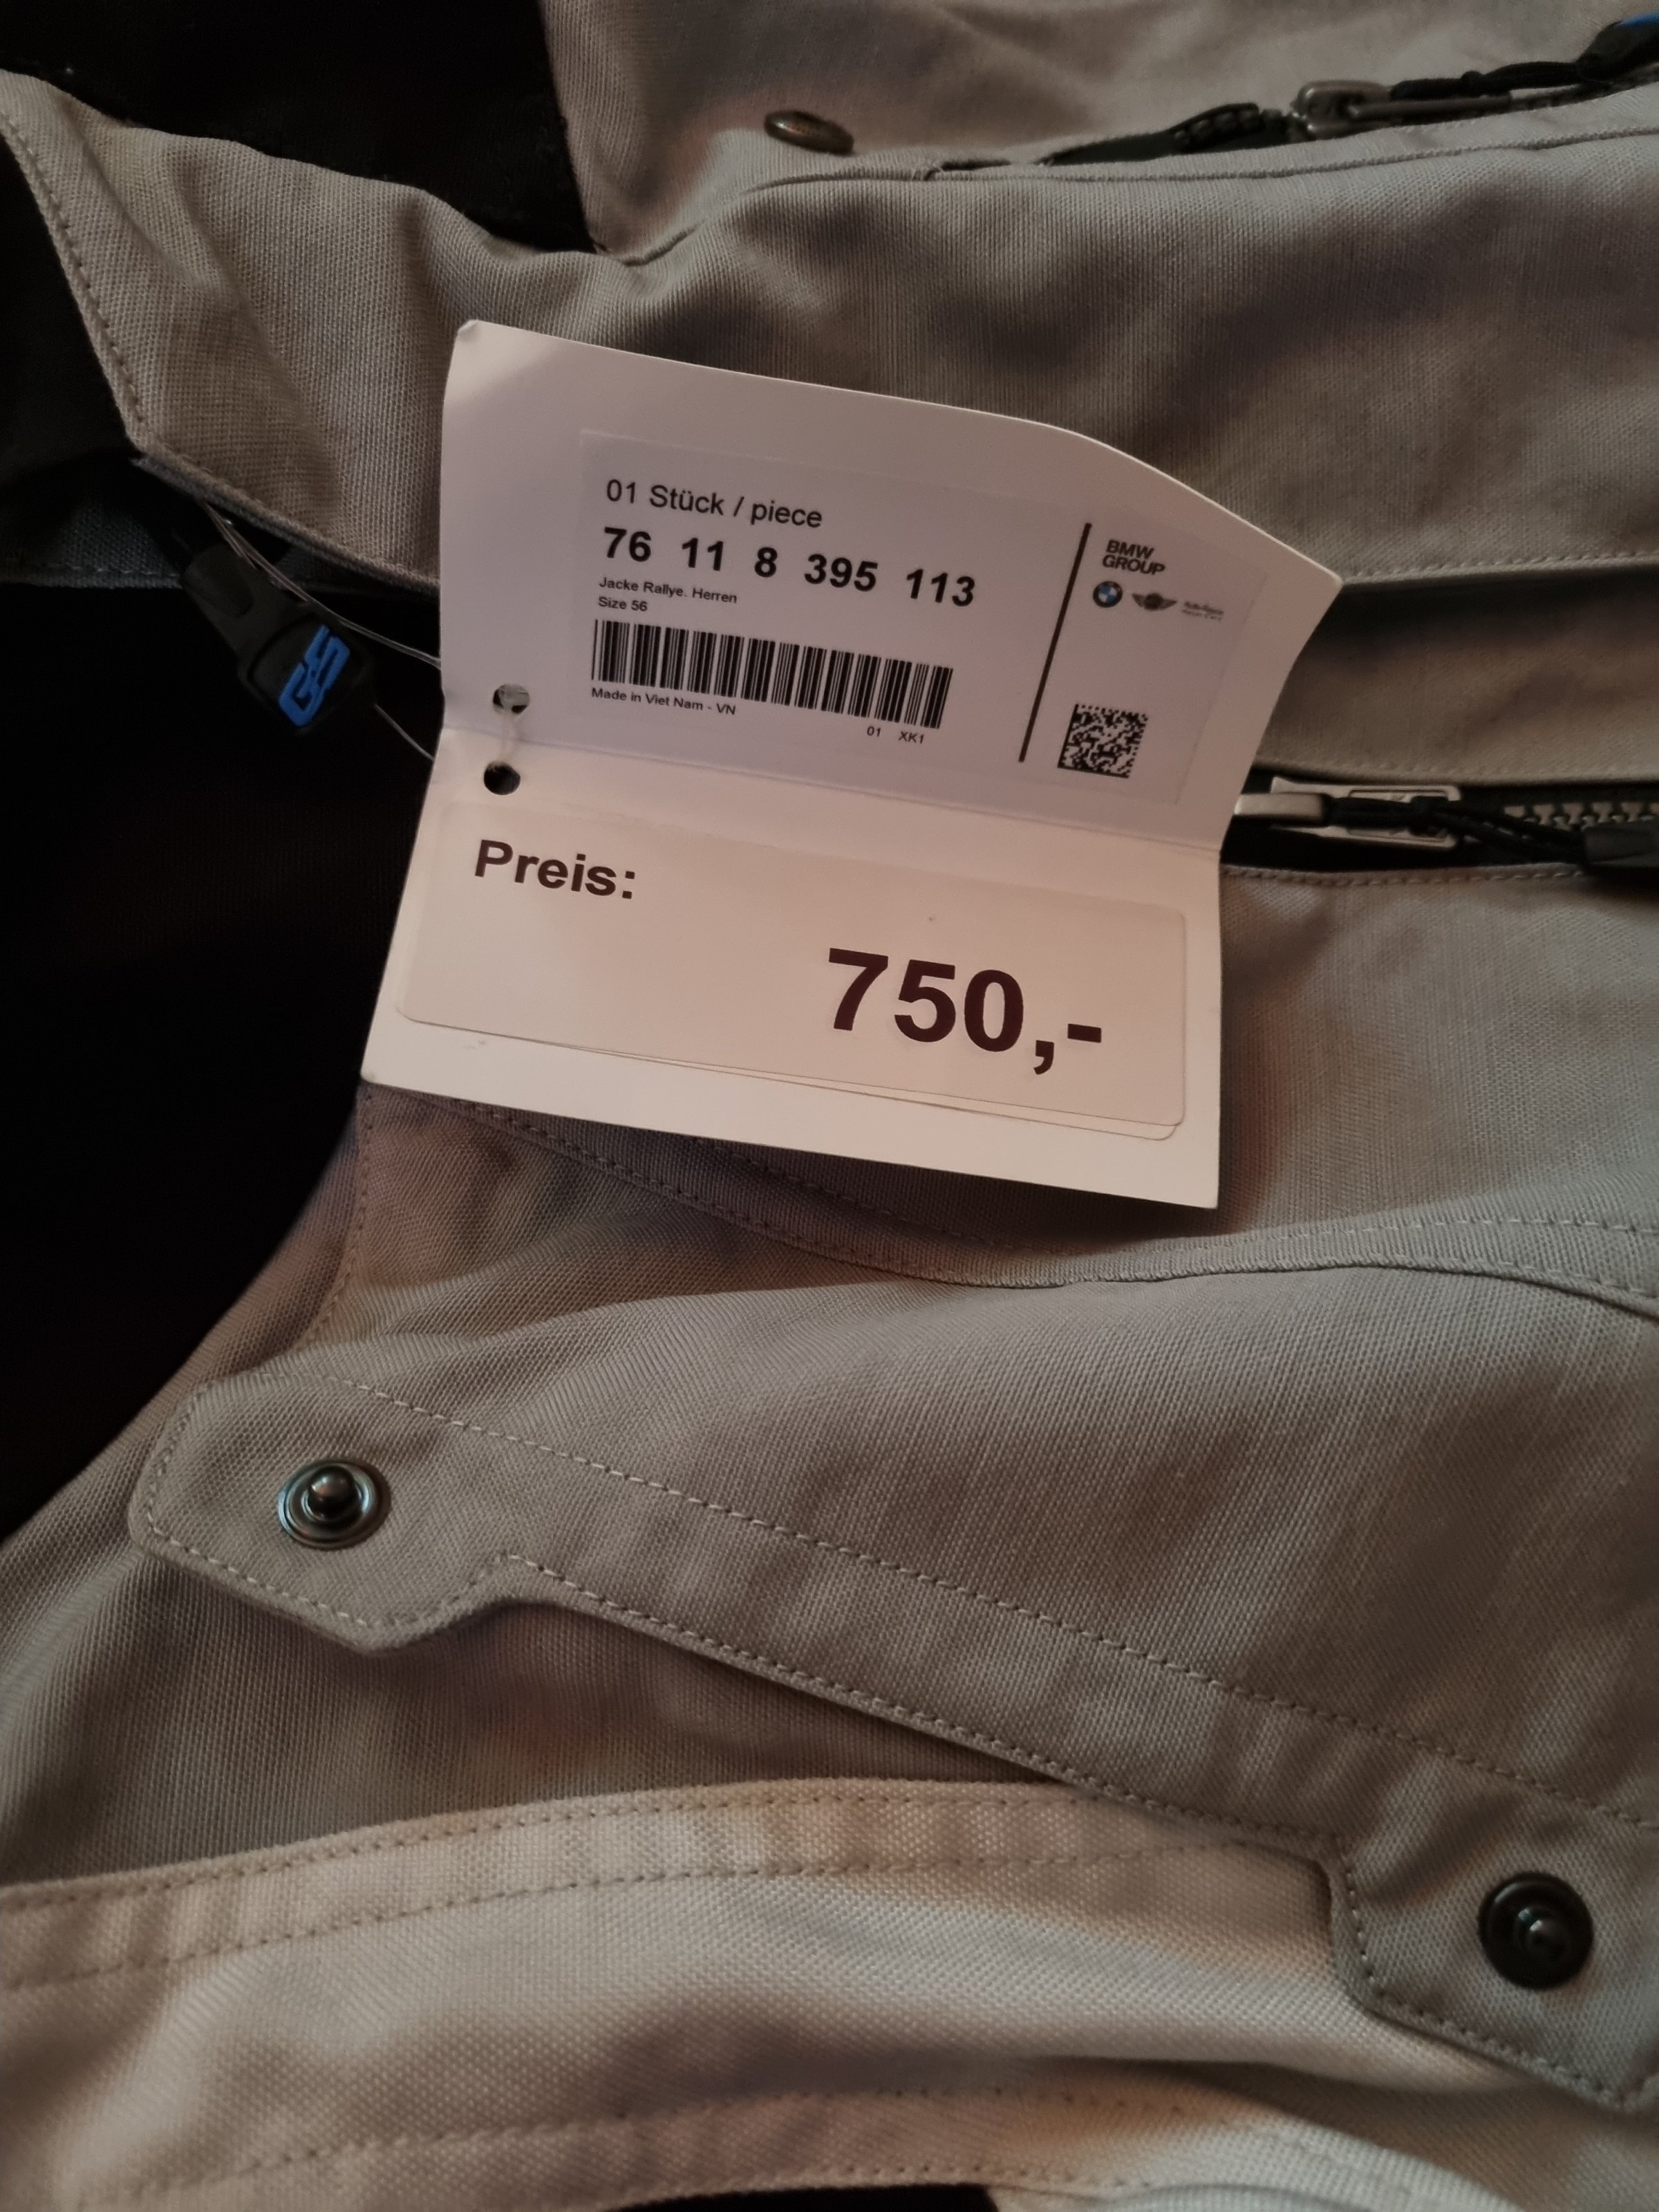 01 Stück / piece
76 11 8 395 113
Jacke Rallye. Herren
Size 56
Made in Viet Nam - VN
01 XK1
BMW
GROUP
Preis:
750,-
GS